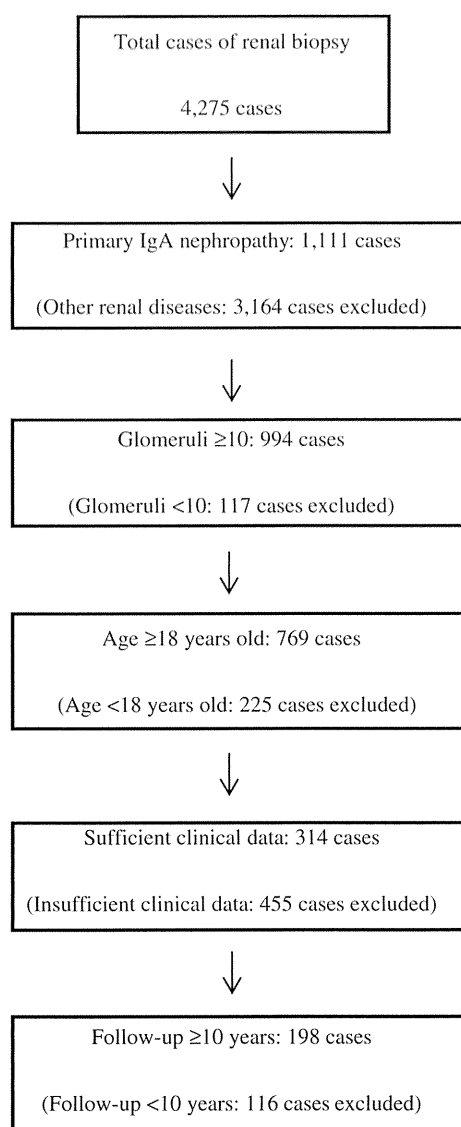 Total cases of renal biopsy
4,275 cases
Primary IgA nephropathy: 1,111 cases
(Other renal diseases: 3,164 cases excluded)
Glomeruli ≥10: 994 cases
(Glomeruli <10: 117 cases excluded)
Age ≥18 years old: 769 cases
(Age <18 years old: 225 cases excluded)
Sufficient clinical data: 314 cases
(Insufficient clinical data: 455 cases excluded)
Follow-up ≥10 years: 198 cases
(Follow-up <10 years: 116 cases excluded)